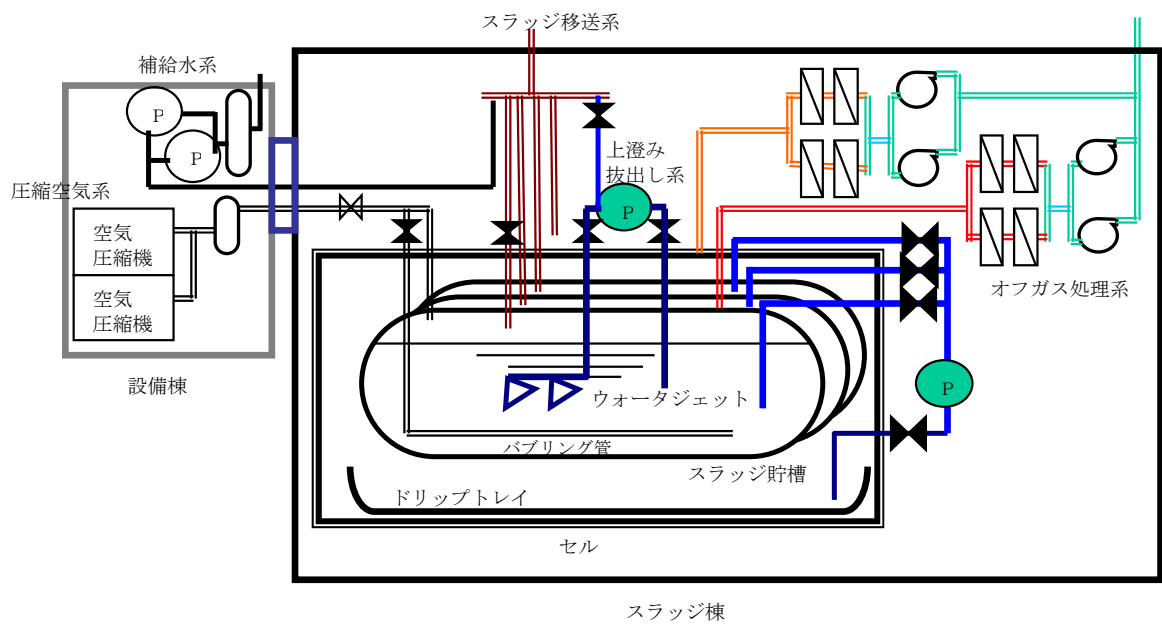 スラッジ移送系
補給水系
P
P
上澄み
抜出し系
P
圧縮空気系
空気
圧縮機
空気
圧縮機
オフガス処理系
設備棟
P
ウォータジェット
バブリング管
スラッジ貯槽
ドリップトレイ
セル
スラッジ棟